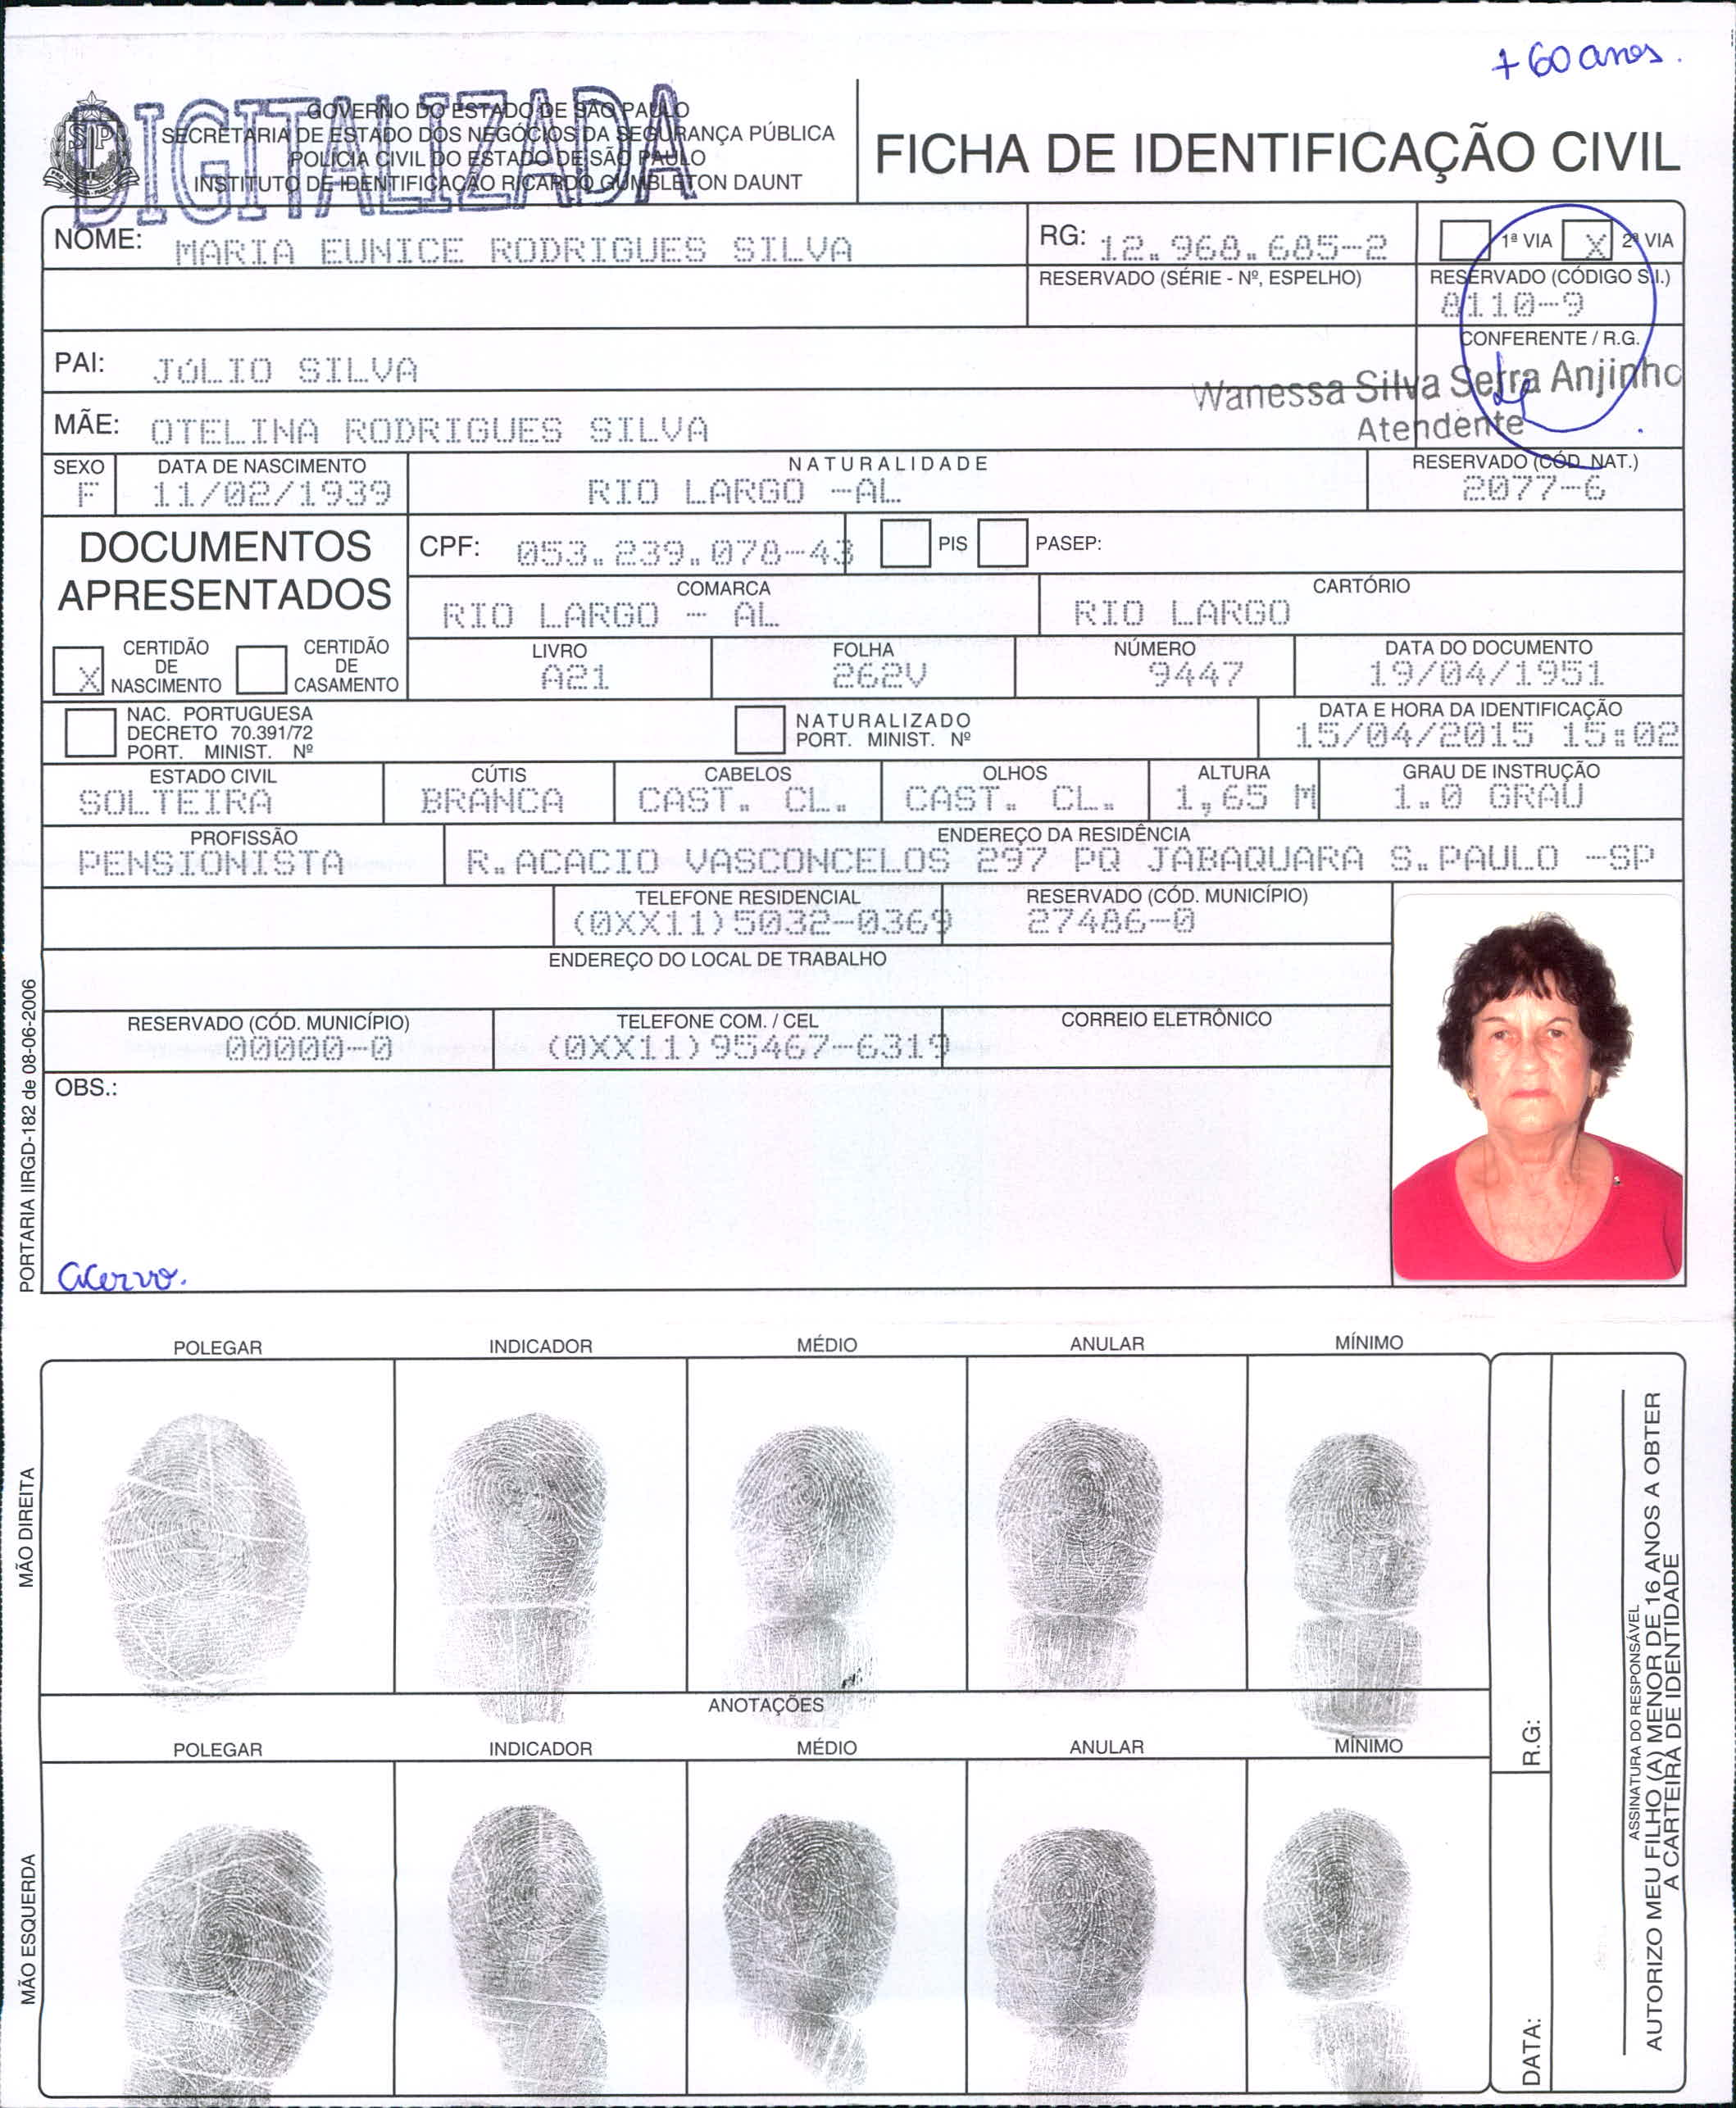 + 60 anos.
DIGITALIZADA
GOVERNO DO ESTADO DE SÃO PAULO
SECRETARIA DE ESTADO DOS NEGÓCIOS DA SEGURANÇA PÚBLICA
POLÍCIA CIVIL DO ESTADO DE SÃO PAULO
INSTITUTO DE IDENTIFICAÇÃO RICARDO GUMBLETON DAUNT
FICHA DE IDENTIFICAÇÃO CIVIL
NOME: MARIA EUNICE RODRIGUES SILVA
RG: 12.968.685-2
1ª VIA X 2ª VIA
RESERVADO (SÉRIE - Nº, ESPELHO)
RESERVADO (CÓDIGO S.I.)
8110-9
CONFERENTE / R.G.
PAI: JÚLIO SILVA
Wanessa Silva Serra Anjinho
Atendente
MÃE: OTELINA RODRIGUES SILVA
SEXO DATA DE NASCIMENTO NATURALIDADE RESERVADO (CÓD. NAT.)
F 11/02/1939 RIO LARGO -AL 2077-6
DOCUMENTOS
APRESENTADOS
CPF: 053.239.078-43 PIS PASEP:
COMARCA CARTÓRIO
RIO LARGO - AL RIO LARGO
X CERTIDÃO
DE
NASCIMENTO
CERTIDÃO
DE
CASAMENTO
LIVRO FOLHA NÚMERO DATA DO DOCUMENTO
A21 262V 9447 19/04/1951
NAC. PORTUGUESA
DECRETO 70.391/72
PORT. MINIST. Nº
NATURALIZADO
PORT. MINIST. Nº
DATA E HORA DA IDENTIFICAÇÃO
15/04/2015 15:02
ESTADO CIVIL CÚTIS CABELOS OLHOS ALTURA GRAU DE INSTRUÇÃO
SOLTEIRA BRANCA CAST. CL. CAST. CL. 1,65 M 1.0 GRAU
PROFISSÃO ENDEREÇO DA RESIDÊNCIA
PENSIONISTA R.ACACIO VASCONCELOS 297 PQ JABAQUARA S.PAULO -SP
TELEFONE RESIDENCIAL RESERVADO (CÓD. MUNICÍPIO)
(0XX11)5032-0369 27486-0
ENDEREÇO DO LOCAL DE TRABALHO
RESERVADO (CÓD. MUNICÍPIO) TELEFONE COM. / CEL CORREIO ELETRÔNICO
00000-0 (0XX11)95467-6319
OBS.:
Acervo.
PORTARIA IIRGD-182 de 08-06-2006
POLEGAR INDICADOR MÉDIO ANULAR MÍNIMO
MÃO DIREITA
ANOTAÇÕES
POLEGAR INDICADOR MÉDIO ANULAR MÍNIMO
MÃO ESQUERDA
R.G:
DATA:
ASSINATURA DO RESPONSÁVEL
AUTORIZO MEU FILHO (A) MENOR DE 16 ANOS A OBTER
A CARTEIRA DE IDENTIDADE